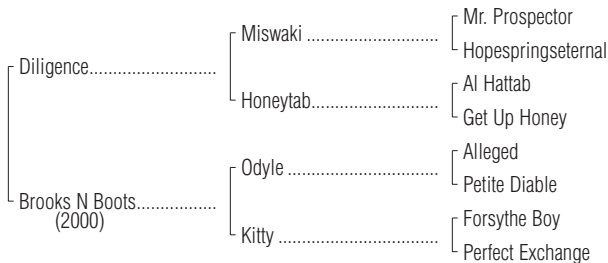 Mr. Prospector
Miswaki
Hopespringseternal
Diligence
Al Hattab
Honeytab
Get Up Honey
Alleged
Odyle
Petite Diable
Brooks N Boots
(2000)
Forsythe Boy
Kitty
Perfect Exchange